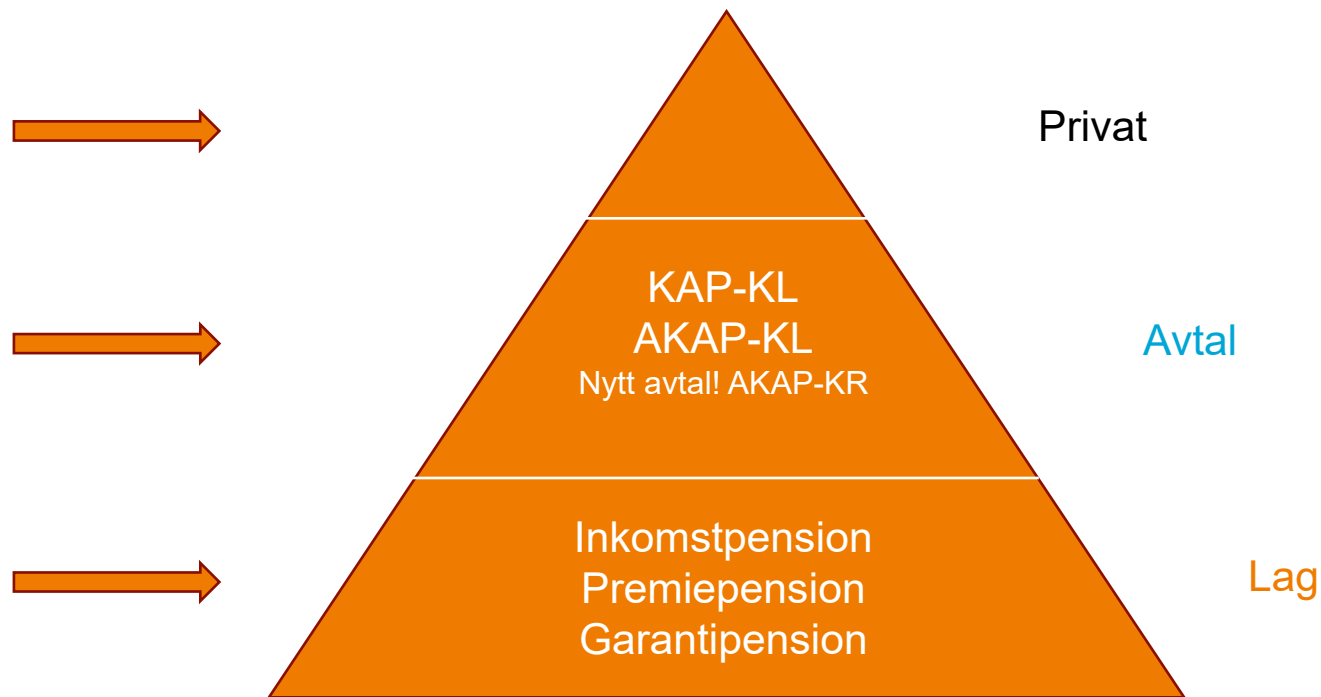 Privat
KAP-KL
AKAP-KL
Nytt avtal! AKAP-KR
Avtal
Inkomstpension
Premiepension
Garantipension
Lag